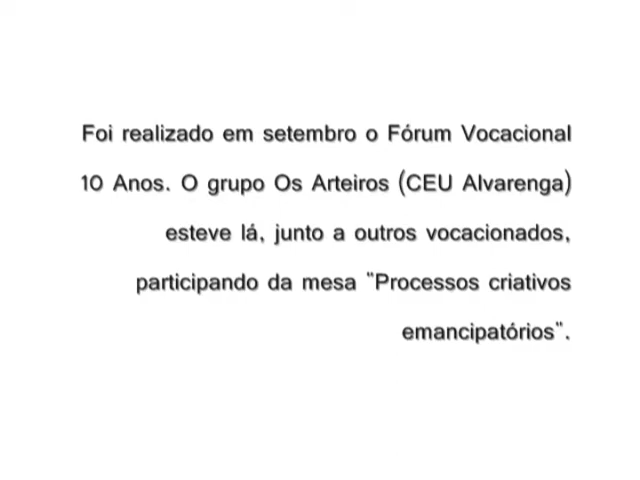 Foi realizado em setembro o Fórum Vocacional
10 Anos. O grupo Os Arteiros (CEU Alvarenga)
esteve lá, junto a outros vocacionados,
participando da mesa "Processos criativos
emancipatórios".